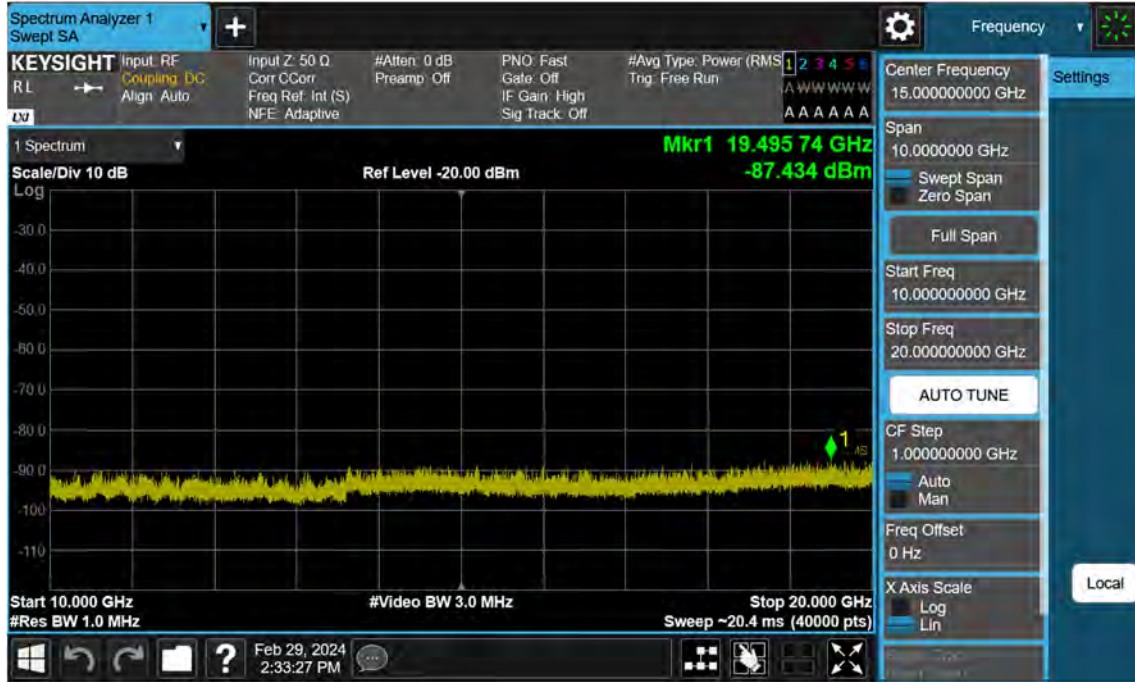 Spectrum Analyzer 1
Swept SA
Frequency
KEYSIGHT
RL
LXI
Input: RF
Coupling: DC
Align: Auto
Input Z: 50 Ω
Corr CCorr
Freq Ref: Int (S)
NFE: Adaptive
#Atten: 0 dB
Preamp: Off
PNO: Fast
Gate: Off
IF Gain: High
Sig Track: Off
#Avg Type: Power (RMS
Trig: Free Run
1 2 3 4 5 6
A W W W W W
A A A A A A
1 Spectrum
Scale/Div 10 dB
Ref Level -20.00 dBm
Mkr1 19.495 74 GHz
-87.434 dBm
Log
-30.0
-40.0
-50.0
-60.0
-70.0
-80.0
-90.0
-100
-110
1
Start 10.000 GHz
#Res BW 1.0 MHz
#Video BW 3.0 MHz
Stop 20.000 GHz
Sweep ~20.4 ms (40000 pts)
Center Frequency
15.000000000 GHz
Span
10.0000000 GHz
Swept Span
Zero Span
Full Span
Start Freq
10.000000000 GHz
Stop Freq
20.000000000 GHz
AUTO TUNE
CF Step
1.000000000 GHz
Auto
Man
Freq Offset
0 Hz
X Axis Scale
Log
Lin
Settings
Local
?
Feb 29, 2024
2:33:27 PM